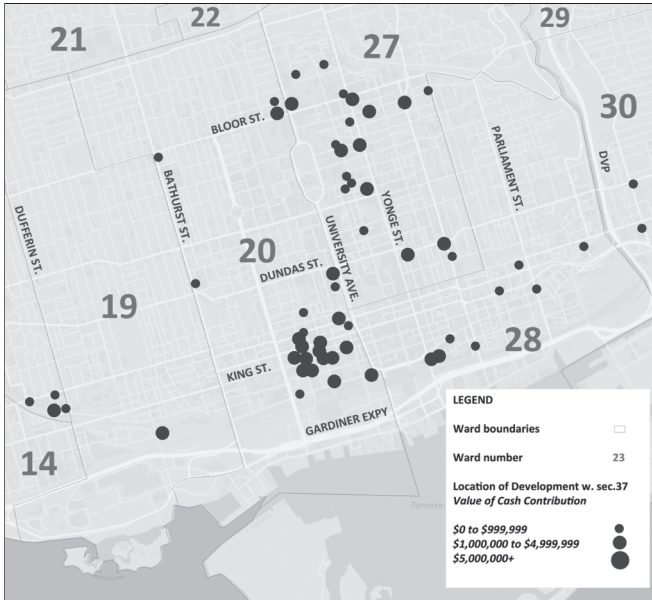 22
29
21
27
30
BLOOR ST.
PARLIAMENT ST.
DVP
BATHURST ST.
DUFFERIN ST.
UNIVERSITY AVE.
YONGE ST.
20
DUNDAS ST.
19
28
KING ST.
GARDINER EXPY
14
Toronto
LEGEND
Ward boundaries
Ward number 23
Location of Development w. sec.37
Value of Cash Contribution
$0 to $999,999
$1,000,000 to $4,999,999
$5,000,000+